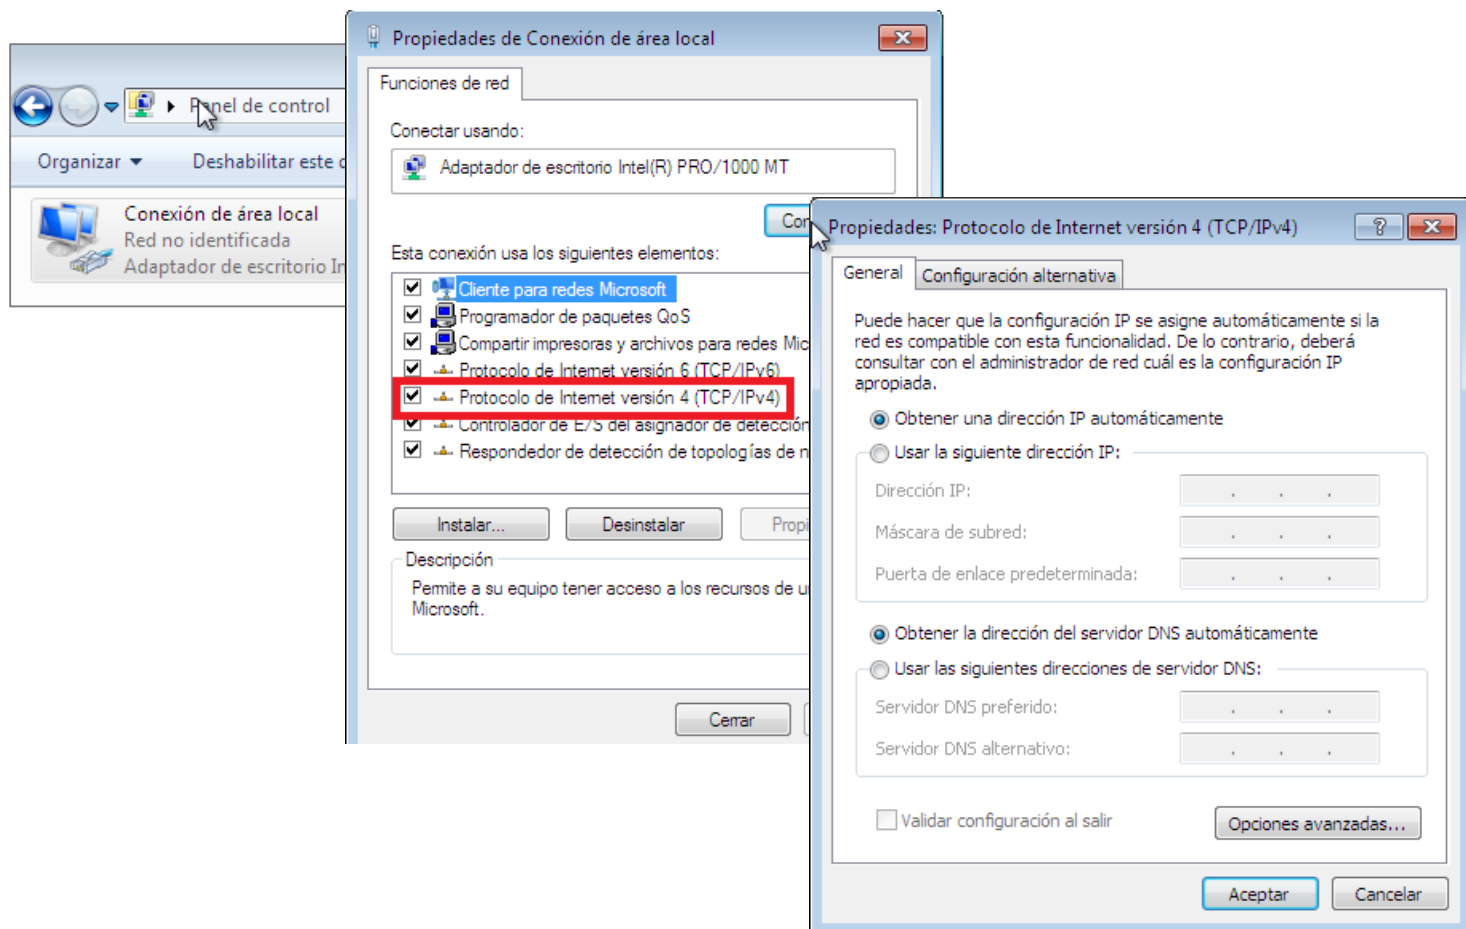 Panel de control
Organizar
Deshabilitar este
Conexión de área local
Red no identificada
Adaptador de escritorio
Propiedades de Conexión de área local
Funciones de red
Conectar usando:
Adaptador de escritorio Intel(R) PRO/1000 MT
Esta conexión usa los siguientes elementos:
Cliente para redes Microsoft
Programador de paquetes QoS
Compartir impresoras y archivos para redes Mic
Protocolo de Internet versión 6 (TCP/IPv6)
Protocolo de Internet versión 4 (TCP/IPv4)
Controlador de E/S del asignador de detección
Respondedor de detección de topologías de n
Instalar...
Desinstalar
Propi
Descripción
Permite a su equipo tener acceso a los recursos de
Microsoft.
Cerrar
Propiedades: Protocolo de Internet versión 4 (TCP/IPv4)
General
Configuración alternativa
Puede hacer que la configuración IP se asigne automáticamente si la
red es compatible con esta funcionalidad. De lo contrario, deberá
consultar con el administrador de red cuál es la configuración IP
apropiada.
Obtener una dirección IP automáticamente
Usar la siguiente dirección IP:
Dirección IP:
Máscara de subred:
Puerta de enlace predeterminada:
Obtener la dirección del servidor DNS automáticamente
Usar las siguientes direcciones de servidor DNS:
Servidor DNS preferido:
Servidor DNS alternativo:
Validar configuración al salir
Opciones avanzadas...
Aceptar
Cancelar